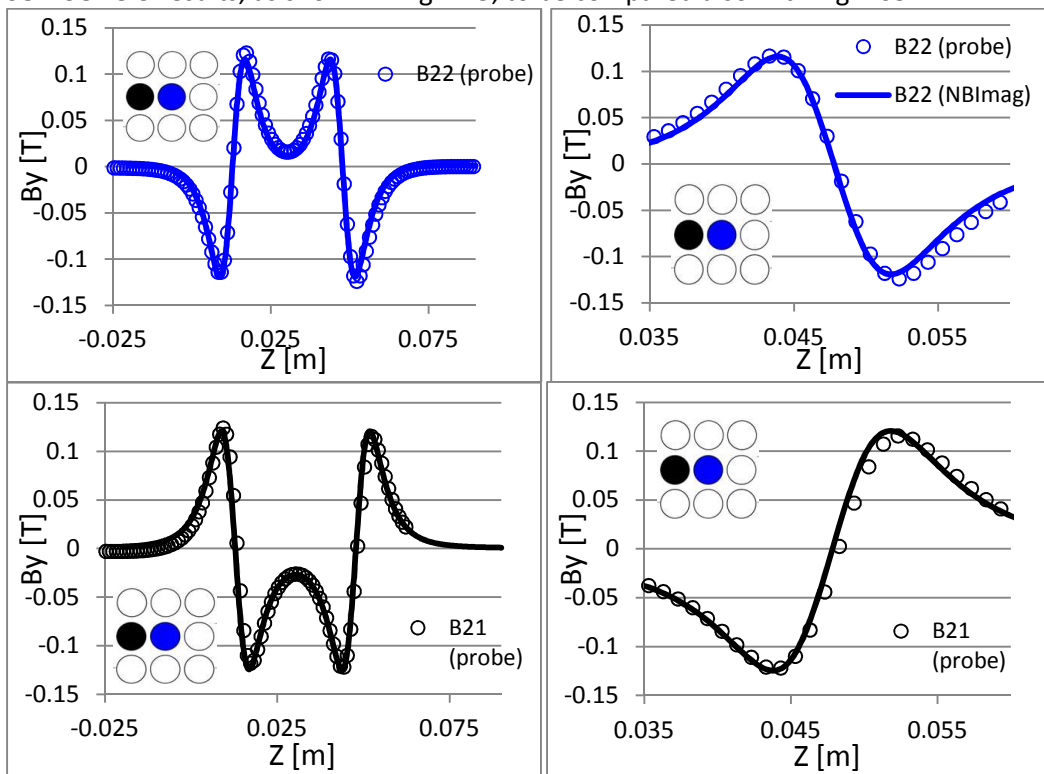 0.15
0.1
0.05
0
-0.05
-0.1
-0.15
By [T]
B22 (probe)
-0.025
0.025
0.075
Z [m]
0.15
0.1
0.05
0
-0.05
-0.1
-0.15
By [T]
B22 (probe)
B22 (NBImag)
0.035
0.045
0.055
Z [m]
0.15
0.1
0.05
0
-0.05
-0.1
-0.15
By [T]
B21
(probe)
-0.025
0.025
0.075
Z [m]
0.15
0.1
0.05
0
-0.05
-0.1
-0.15
By [T]
B21
(probe)
0.035
0.045
0.055
Z [m]